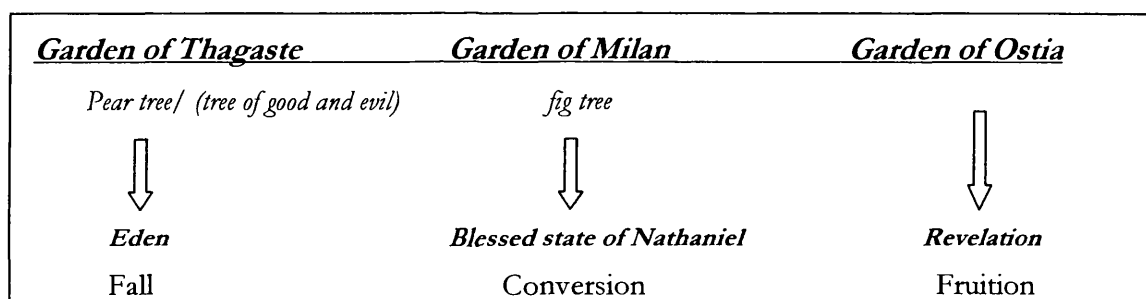 Garden of Thagaste Garden of Milan Garden of Ostia
Pear tree/ (tree of good and evil) fig tree
Eden Blessed state of Nathaniel Revelation
Fall Conversion Fruition